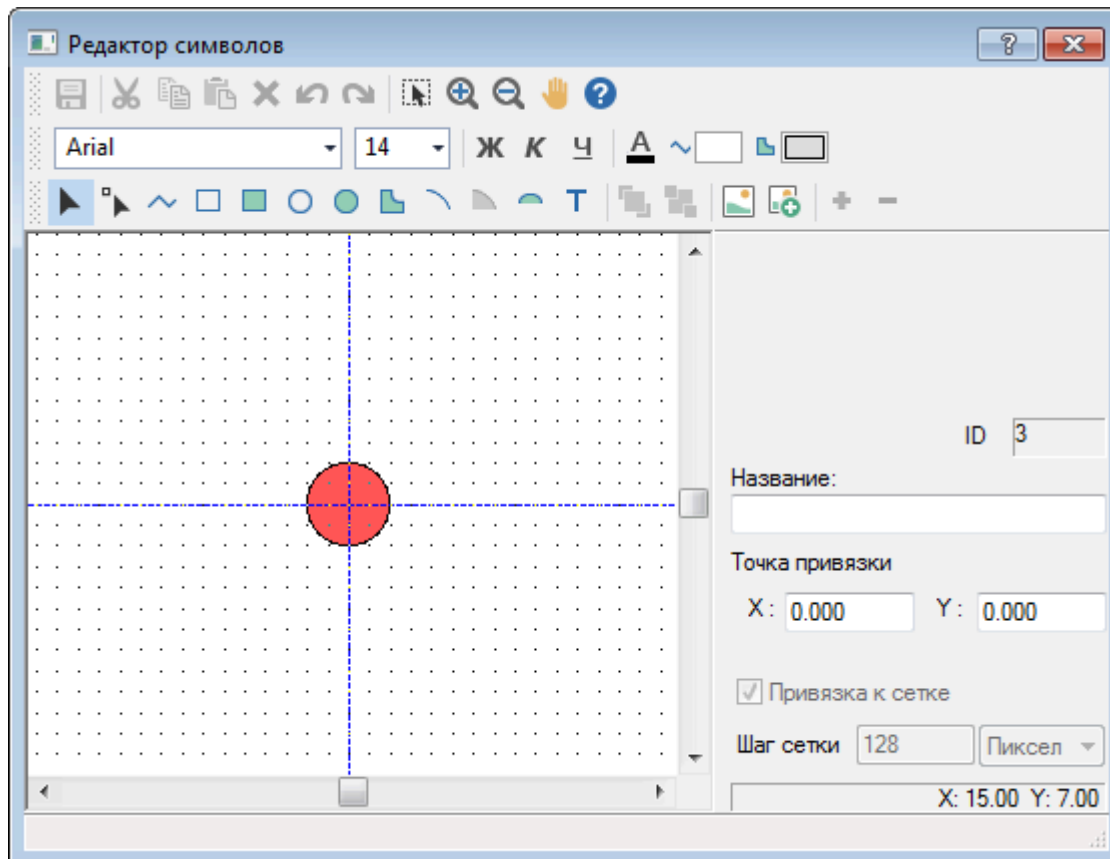 Редактор символов
Arial 14 Ж К Ч А
T
ID 3
Название:
Точка привязки
X: 0.000 Y: 0.000
Привязка к сетке
Шаг сетки 128 Пиксел
X: 15.00 Y: 7.00